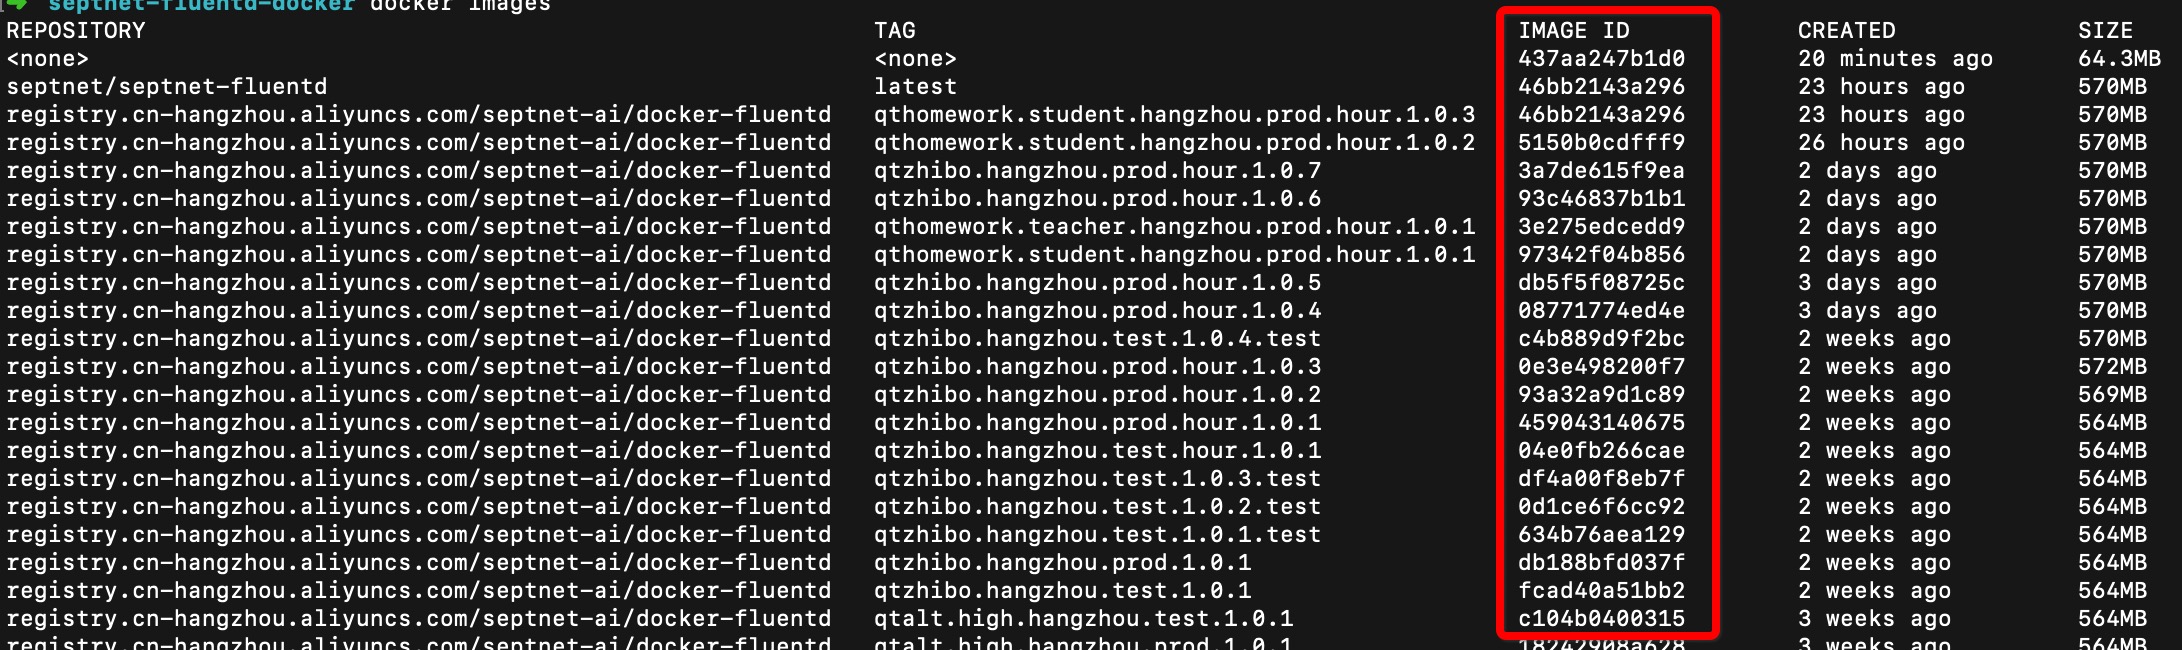 ➜ septnet-fluentd-docker docker images
REPOSITORY TAG IMAGE ID CREATED SIZE
<none> <none> 437aa247b1d0 20 minutes ago 64.3MB
septnet/septnet-fluentd latest 46bb2143a296 23 hours ago 570MB
registry.cn-hangzhou.aliyuncs.com/septnet-ai/docker-fluentd qthomework.student.hangzhou.prod.hour.1.0.3 46bb2143a296 23 hours ago 570MB
registry.cn-hangzhou.aliyuncs.com/septnet-ai/docker-fluentd qthomework.student.hangzhou.prod.hour.1.0.2 5150b0cdfff9 26 hours ago 570MB
registry.cn-hangzhou.aliyuncs.com/septnet-ai/docker-fluentd qtzhibo.hangzhou.prod.hour.1.0.7 3a7de615f9ea 2 days ago 570MB
registry.cn-hangzhou.aliyuncs.com/septnet-ai/docker-fluentd qtzhibo.hangzhou.prod.hour.1.0.6 93c46837b1b1 2 days ago 570MB
registry.cn-hangzhou.aliyuncs.com/septnet-ai/docker-fluentd qthomework.teacher.hangzhou.prod.hour.1.0.1 3e275edcedd9 2 days ago 570MB
registry.cn-hangzhou.aliyuncs.com/septnet-ai/docker-fluentd qthomework.student.hangzhou.prod.hour.1.0.1 97342f04b856 2 days ago 570MB
registry.cn-hangzhou.aliyuncs.com/septnet-ai/docker-fluentd qtzhibo.hangzhou.prod.hour.1.0.5 db5f5f08725c 3 days ago 570MB
registry.cn-hangzhou.aliyuncs.com/septnet-ai/docker-fluentd qtzhibo.hangzhou.prod.hour.1.0.4 08771774ed4e 3 days ago 570MB
registry.cn-hangzhou.aliyuncs.com/septnet-ai/docker-fluentd qtzhibo.hangzhou.test.1.0.4.test c4b889d9f2bc 2 weeks ago 570MB
registry.cn-hangzhou.aliyuncs.com/septnet-ai/docker-fluentd qtzhibo.hangzhou.prod.hour.1.0.3 0e3e498200f7 2 weeks ago 572MB
registry.cn-hangzhou.aliyuncs.com/septnet-ai/docker-fluentd qtzhibo.hangzhou.prod.hour.1.0.2 93a32a9d1c89 2 weeks ago 569MB
registry.cn-hangzhou.aliyuncs.com/septnet-ai/docker-fluentd qtzhibo.hangzhou.prod.hour.1.0.1 459043140675 2 weeks ago 564MB
registry.cn-hangzhou.aliyuncs.com/septnet-ai/docker-fluentd qtzhibo.hangzhou.test.hour.1.0.1 04e0fb266cae 2 weeks ago 564MB
registry.cn-hangzhou.aliyuncs.com/septnet-ai/docker-fluentd qtzhibo.hangzhou.test.1.0.3.test df4a00f8eb7f 2 weeks ago 564MB
registry.cn-hangzhou.aliyuncs.com/septnet-ai/docker-fluentd qtzhibo.hangzhou.test.1.0.2.test 0d1ce6f6cc92 2 weeks ago 564MB
registry.cn-hangzhou.aliyuncs.com/septnet-ai/docker-fluentd qtzhibo.hangzhou.test.1.0.1.test 634b76aea129 2 weeks ago 564MB
registry.cn-hangzhou.aliyuncs.com/septnet-ai/docker-fluentd qtzhibo.hangzhou.prod.1.0.1 db188bfd037f 2 weeks ago 564MB
registry.cn-hangzhou.aliyuncs.com/septnet-ai/docker-fluentd qtzhibo.hangzhou.test.1.0.1 fcad40a51bb2 2 weeks ago 564MB
registry.cn-hangzhou.aliyuncs.com/septnet-ai/docker-fluentd qtalt.high.hangzhou.test.1.0.1 c104b0400315 3 weeks ago 564MB
registry.cn-hangzhou.aliyuncs.com/septnet-ai/docker-fluentd qtalt.high.hangzhou.prod.1.0.1 18242908a628 3 weeks ago 564MB